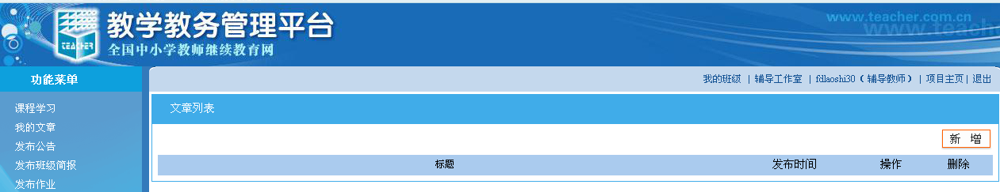 教学教务管理平台
全国中小学教师继续教育网
TEACHER
www.teacher.com.cn
www.teach
功能菜单
我的班级 | 辅导工作室 | fdlaoshi30（辅导教师）| 项目主页 | 退出
课程学习
我的文章
发布公告
发布班级简报
发布作业
文章列表
新 增
标题 发布时间 操作 删除